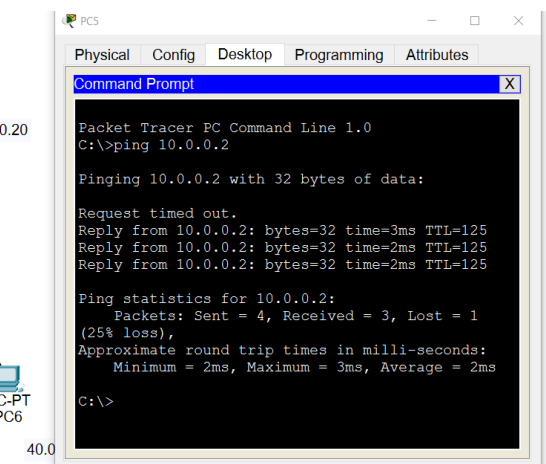 PC5
Physical Config Desktop Programming Attributes
Command Prompt X
Packet Tracer PC Command Line 1.0
C:\>ping 10.0.0.2
Pinging 10.0.0.2 with 32 bytes of data:
Request timed out.
Reply from 10.0.0.2: bytes=32 time=3ms TTL=125
Reply from 10.0.0.2: bytes=32 time=2ms TTL=125
Reply from 10.0.0.2: bytes=32 time=2ms TTL=125
Ping statistics for 10.0.0.2:
Packets: Sent = 4, Received = 3, Lost = 1
(25% loss),
Approximate round trip times in milli-seconds:
Minimum = 2ms, Maximum = 3ms, Average = 2ms
C:\>
0.20
C-PT
PC6
40.0